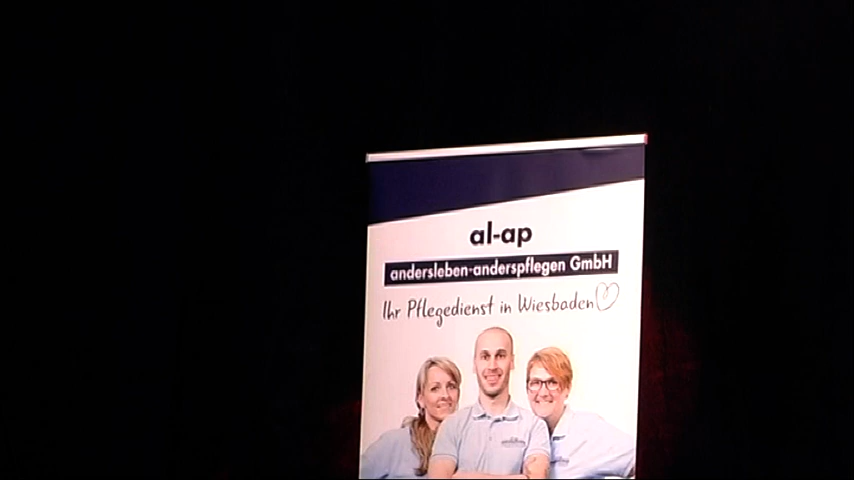 al-ap
andersleben-anderspflegen GmbH
Ihr Pflegedienst in Wiesbaden